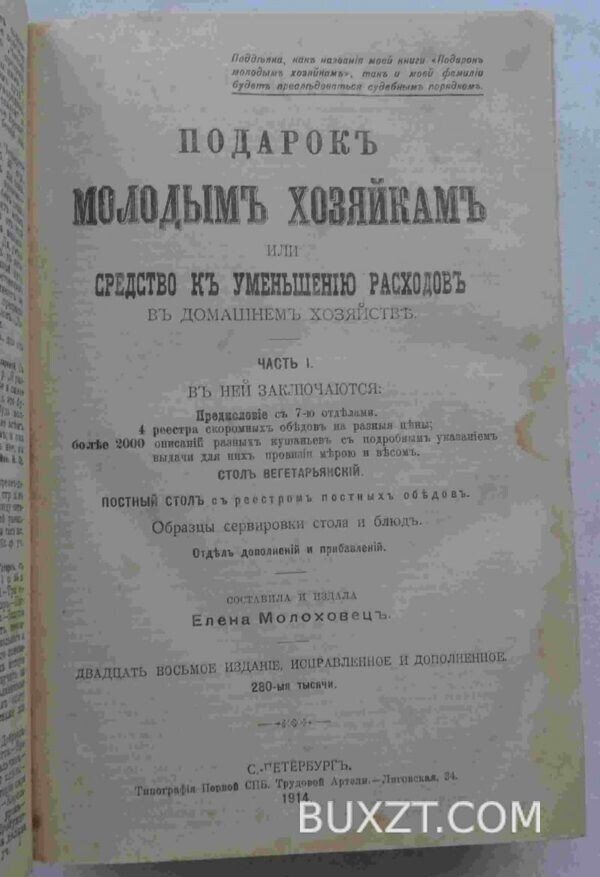 Поддѣлка, какъ названія моей книги «Подарокъ
молодымъ хозяйкамъ», такъ и моей фамиліи
будетъ преслѣдоваться судебнымъ порядкомъ.
ПОДАРОКЪ
МОЛОДЫМЪ ХОЗЯЙКАМЪ
ИЛИ
СРЕДСТВО КЪ УМЕНЬШЕНІЮ РАСХОДОВЪ
ВЪ ДОМАШНЕМЪ ХОЗЯЙСТВѢ.
ЧАСТЬ I.
ВЪ НЕЙ ЗАКЛЮЧАЮТСЯ:
Предисловіе съ 7-ю отдѣлами.
4 реестра скоромныхъ обѣдовъ на разныя цѣны;
болѣе 2000 описаній разныхъ кушаньевъ съ подробнымъ указаніемъ
выдачи для нихъ провизіи мѣрою и вѣсомъ.
СТОЛЪ ВЕГЕТАРЬЯНСКІЙ.
ПОСТНЫЙ СТОЛЪ съ реестромъ постныхъ обѣдовъ.
Образцы сервировки стола и блюдъ.
Отдѣлъ дополненій и прибавленій.
СОСТАВИЛА И ИЗДАЛА
Елена Молоховецъ.
ДВАДЦАТЬ ВОСЬМОЕ ИЗДАНІЕ, ИСПРАВЛЕННОЕ И ДОПОЛНЕННОЕ.
280-ыя тысячи.
С.-ПЕТЕРБУРГЪ.
Типографія Первой СПБ. Трудовой Артели.—Лиговская, 34.
1914
BUXZT.COM